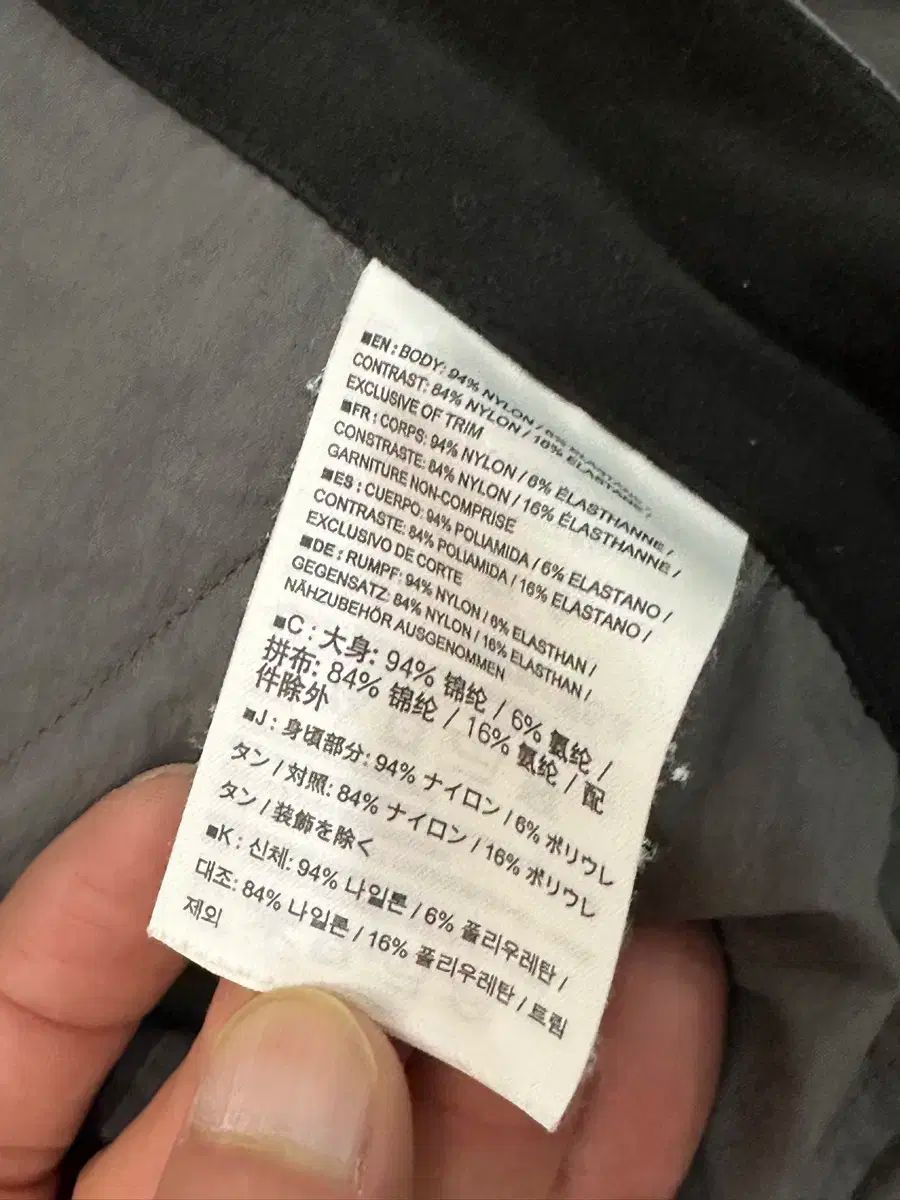 ■EN : BODY: 94% NYLON / 6% ELASTANE /
CONTRAST: 84% NYLON / 16% ELASTANE /
EXCLUSIVE OF TRIM
■FR : CORPS: 94% NYLON / 6% ÉLASTHANNE /
CONSTRASTE: 84% NYLON / 16% ÉLASTHANNE /
GARNITURE NON-COMPRISE
■ES : CUERPO: 94% POLIAMIDA / 6% ELASTANO /
CONTRASTE: 84% POLIAMIDA / 16% ELASTANO /
EXCLUSIVO DE CORTE
■DE : RUMPF: 94% NYLON / 6% ELASTHAN /
GEGENSATZ: 84% NYLON / 16% ELASTHAN /
NÄHZUBEHÖR AUSGENOMMEN
■C : 大身: 94% 锦纶 / 6% 氨纶 /
拼布: 84% 锦纶 / 16% 氨纶 / 配
件除外
■J : 身頃部分: 94% ナイロン / 6% ポリウレ
タン / 対照: 84% ナイロン / 16% ポリウレ
タン / 装飾を除く
■K : 신체: 94% 나일론 / 6% 폴리우레탄 /
대조: 84% 나일론 / 16% 폴리우레탄 / 트림
제외